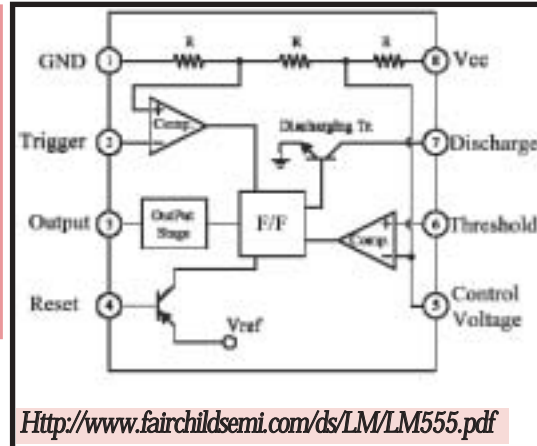 R R R
GND 1 8 Vcc
Comp.
Discharging Tr.
Trigger 2 7 Discharge
Output 3 OutPut Stage F/F Comp. 6 Threshold
Reset 4 Vref 5 Control Voltage
Http://www.fairchildsemi.com/ds/LM/LM555.pdf